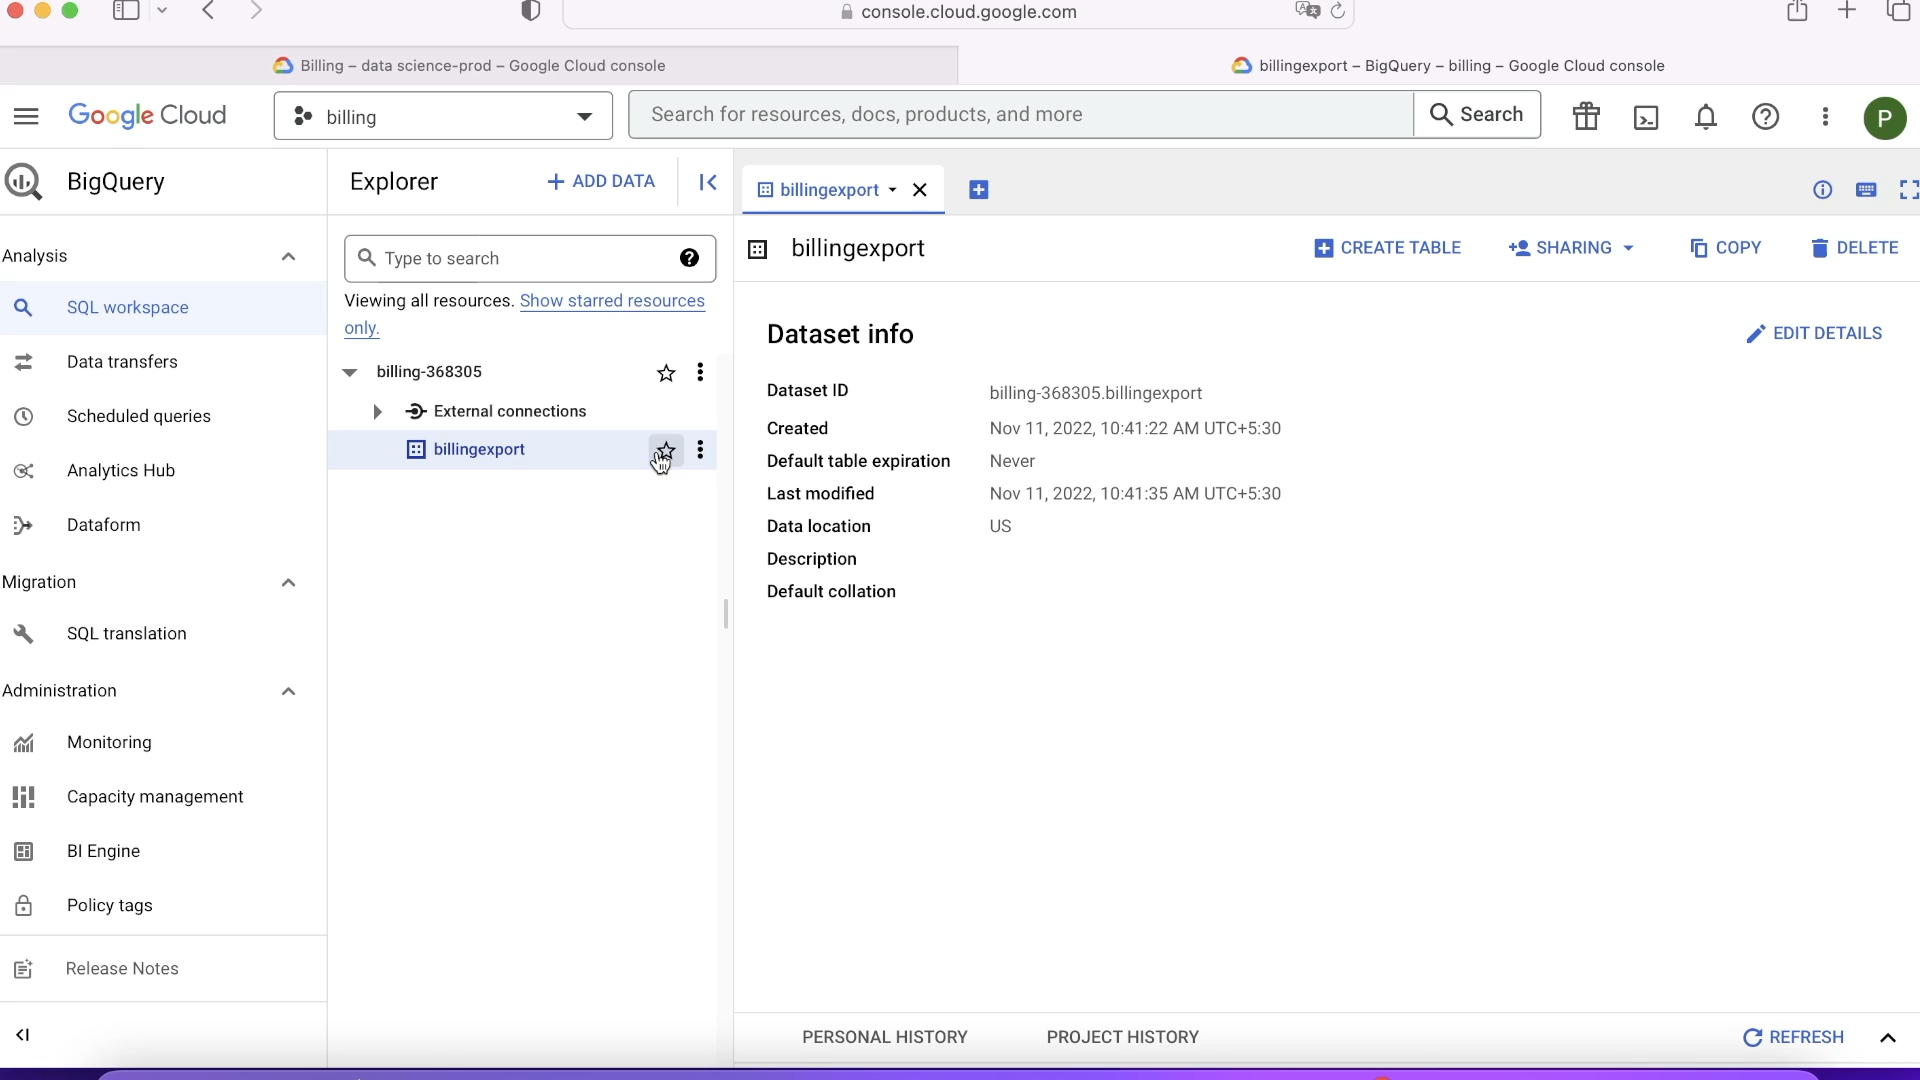 console.cloud.google.com
Billing – data science-prod – Google Cloud console
billingexport – BigQuery – billing – Google Cloud console
Google Cloud
billing
Search for resources, docs, products, and more
Search
P
BigQuery
Analysis
SQL workspace
Data transfers
Scheduled queries
Analytics Hub
Dataform
Migration
SQL translation
Administration
Monitoring
Capacity management
BI Engine
Policy tags
Release Notes
Explorer
+ ADD DATA
Type to search
Viewing all resources. Show starred resources
only.
billing-368305
External connections
billingexport
billingexport
billingexport
CREATE TABLE
SHARING
COPY
DELETE
Dataset info
EDIT DETAILS
Dataset ID billing-368305.billingexport
Created Nov 11, 2022, 10:41:22 AM UTC+5:30
Default table expiration Never
Last modified Nov 11, 2022, 10:41:35 AM UTC+5:30
Data location US
Description
Default collation
PERSONAL HISTORY
PROJECT HISTORY
REFRESH